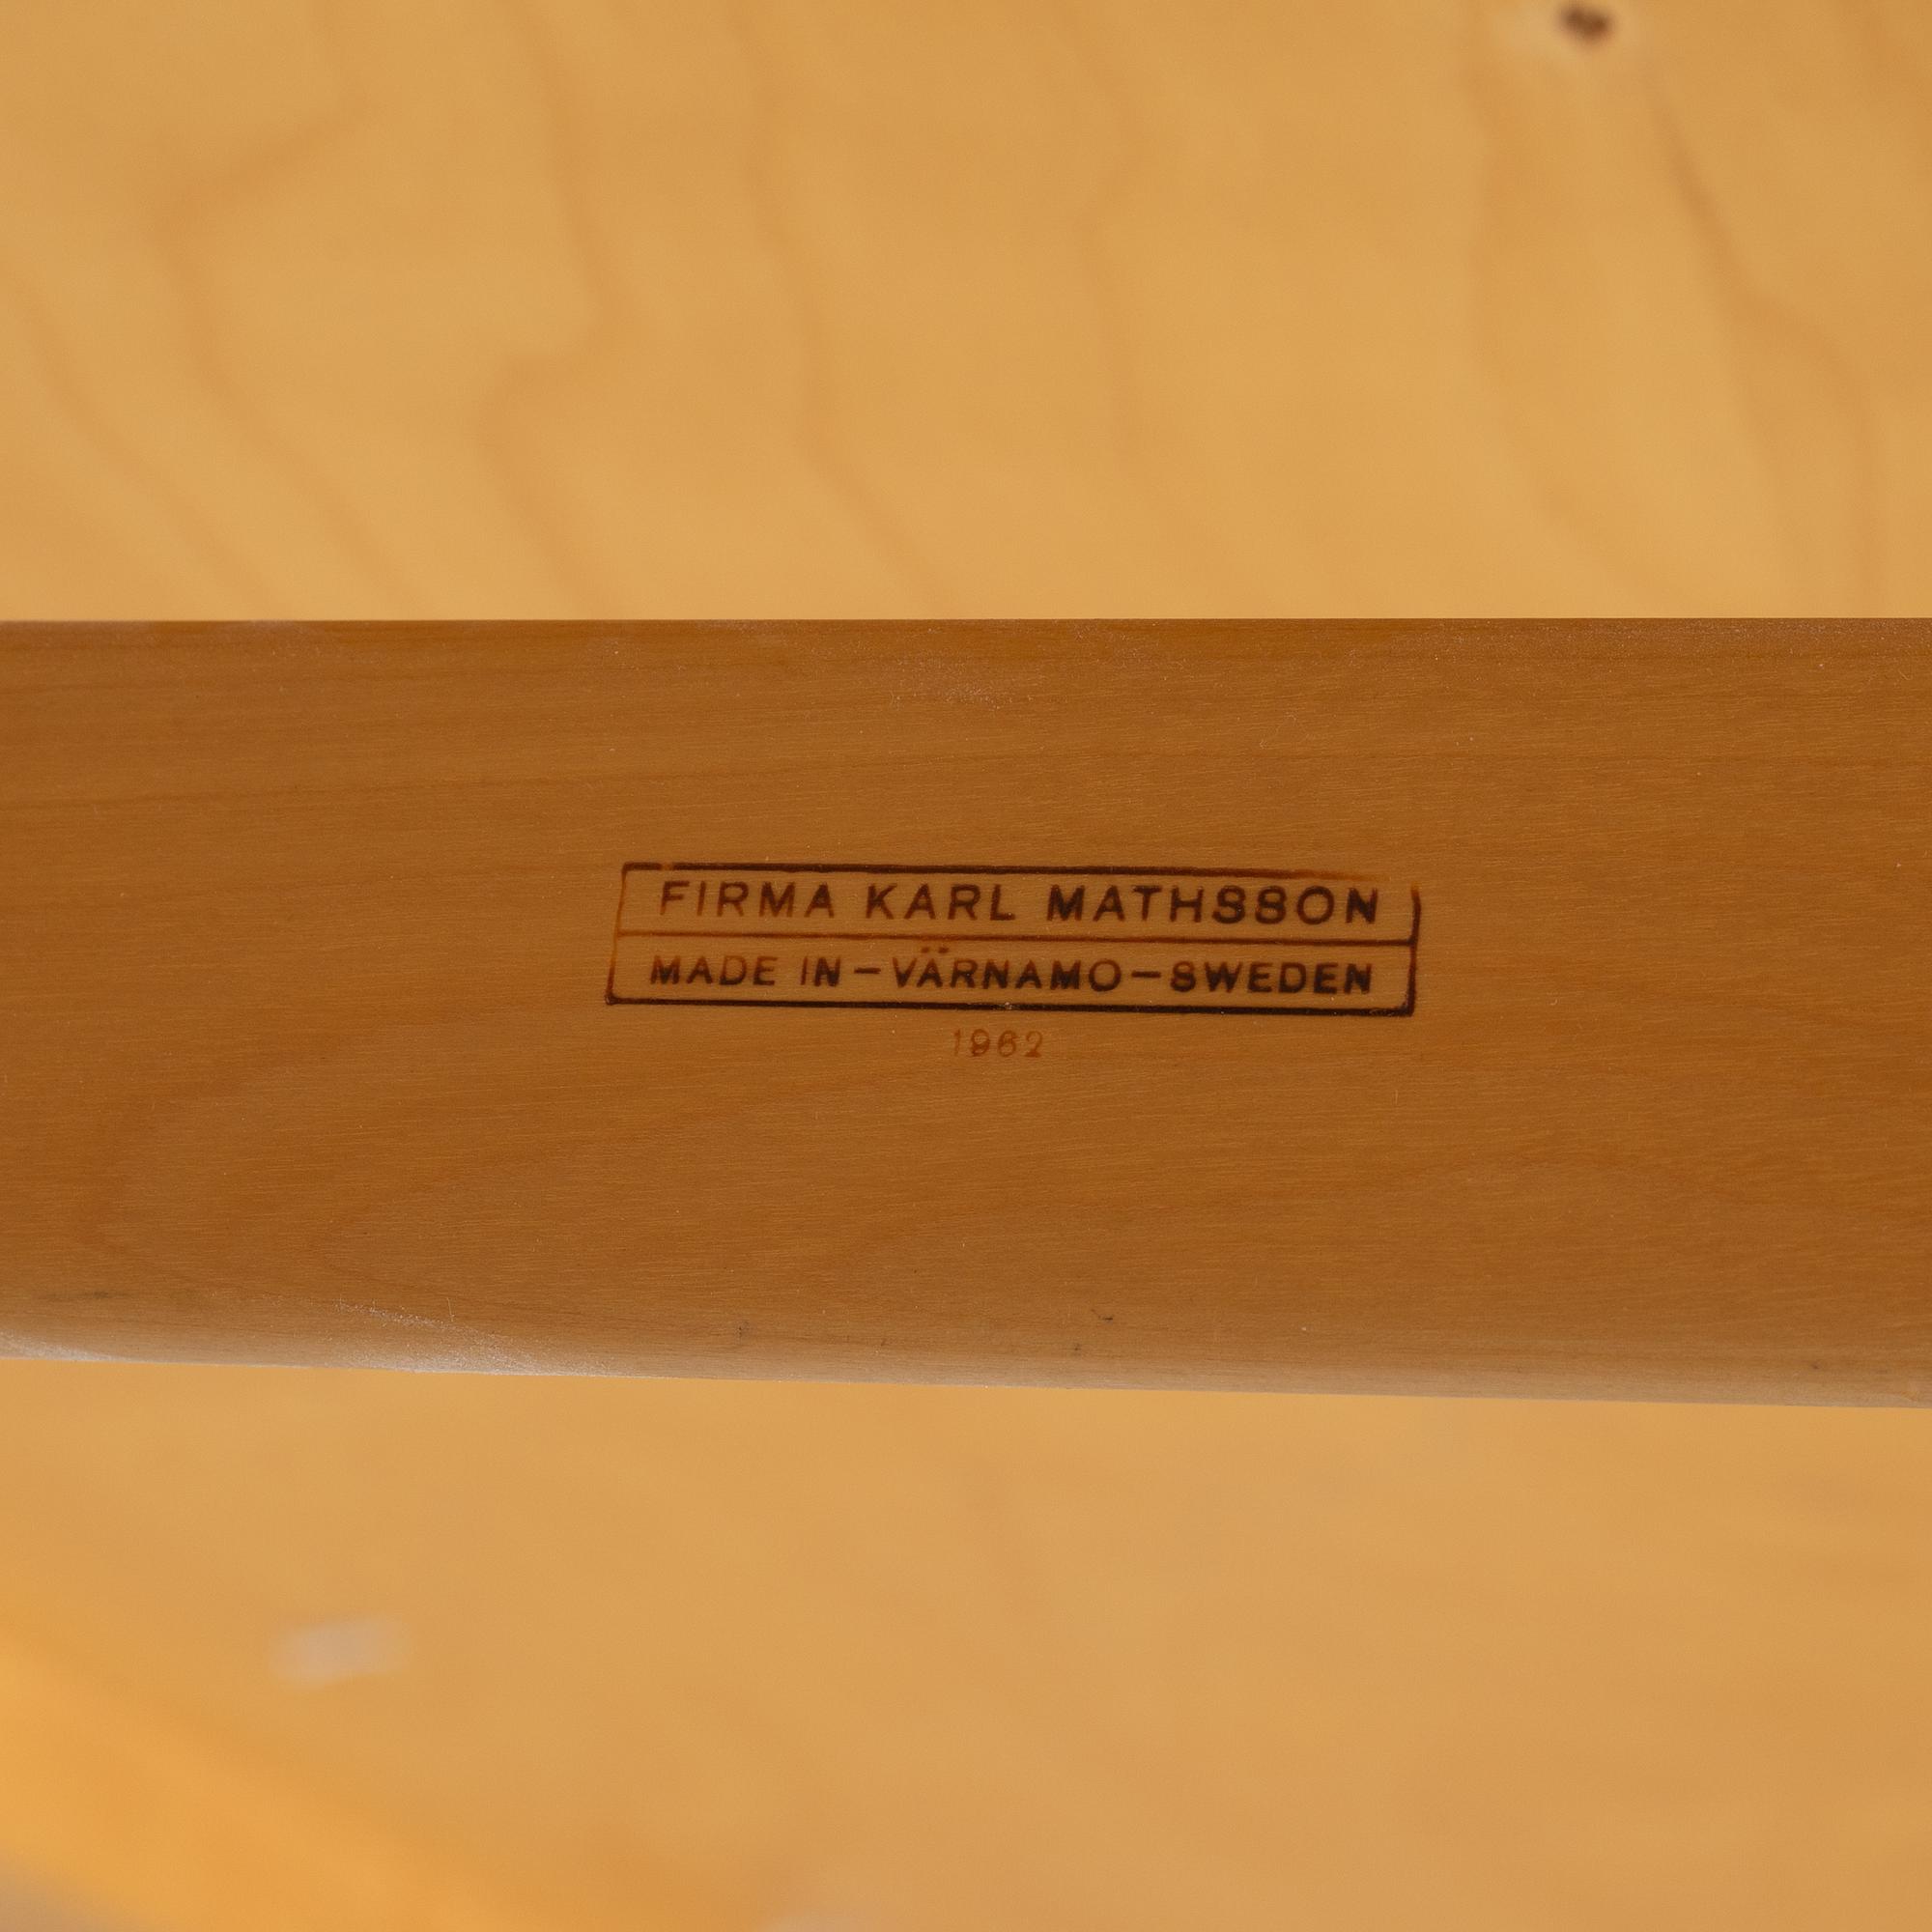 FIRMA KARL MATHSSON
MADE IN-VÄRNAMO-SWEDEN
1962